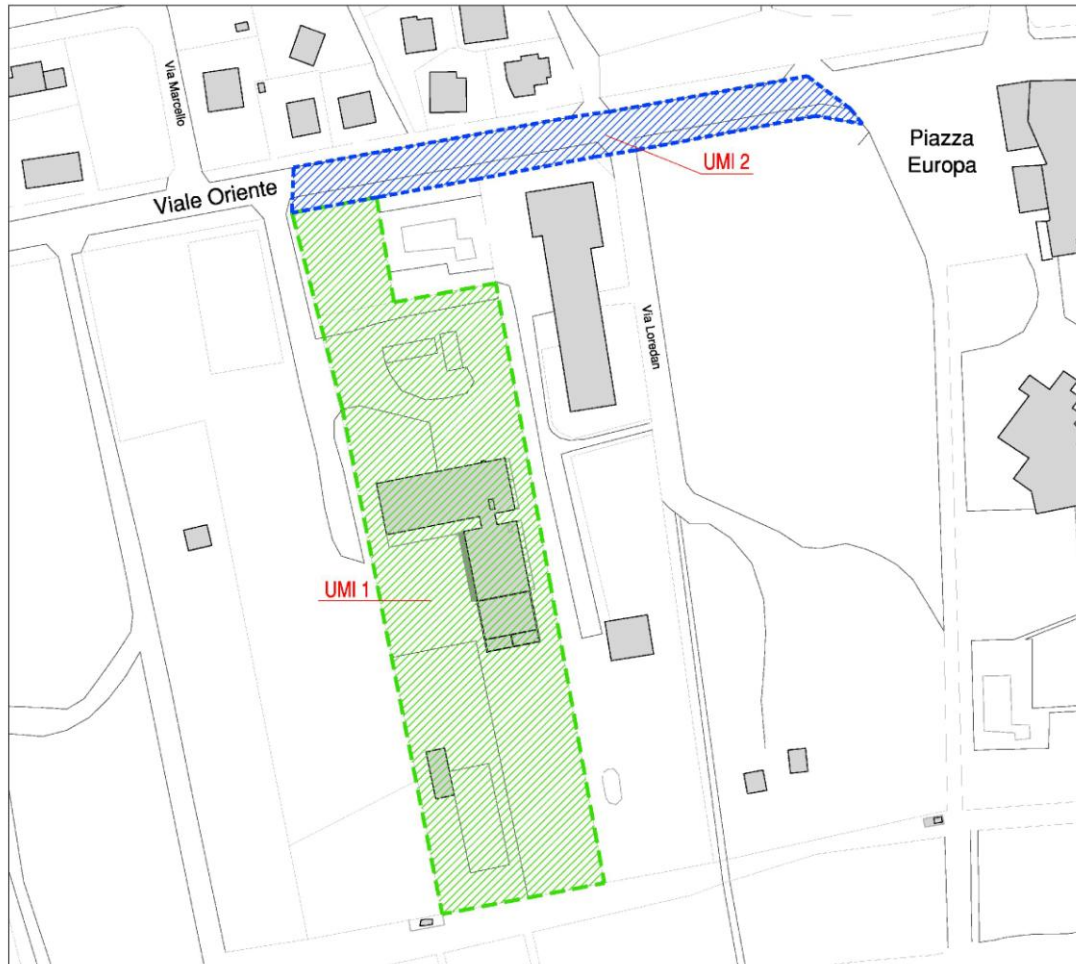 Via Marcello
Piazza
Europa
UMI 2
Viale Oriente
Via Loredan
UMI 1